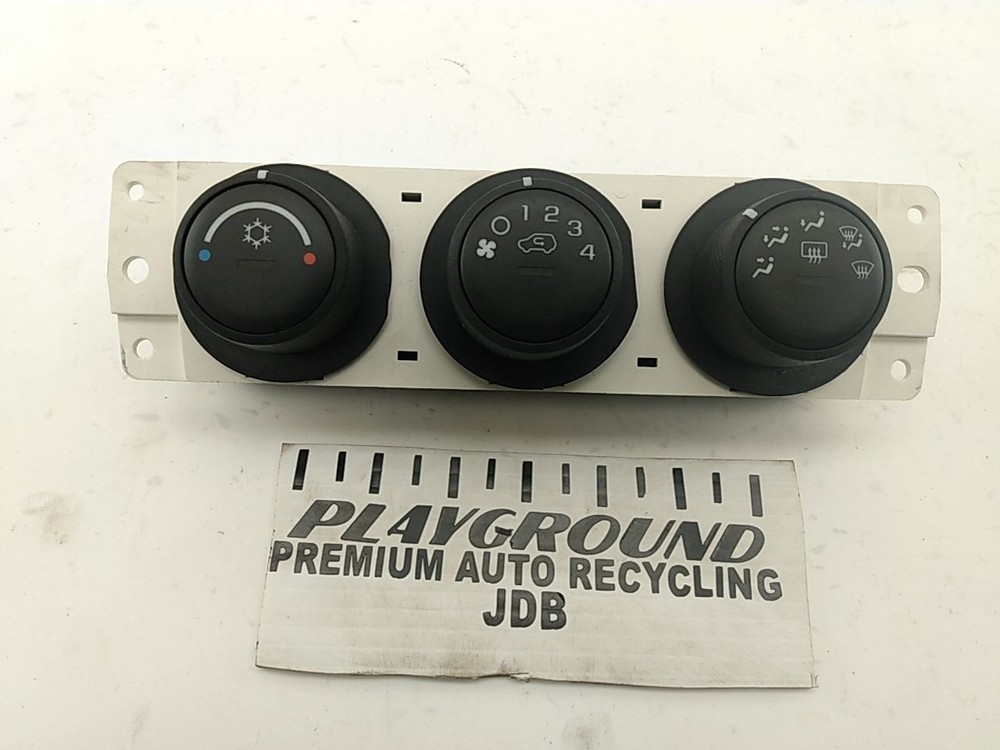 1 2 3 4
PLAYGROUND
PREMIUM AUTO RECYCLING
JDB